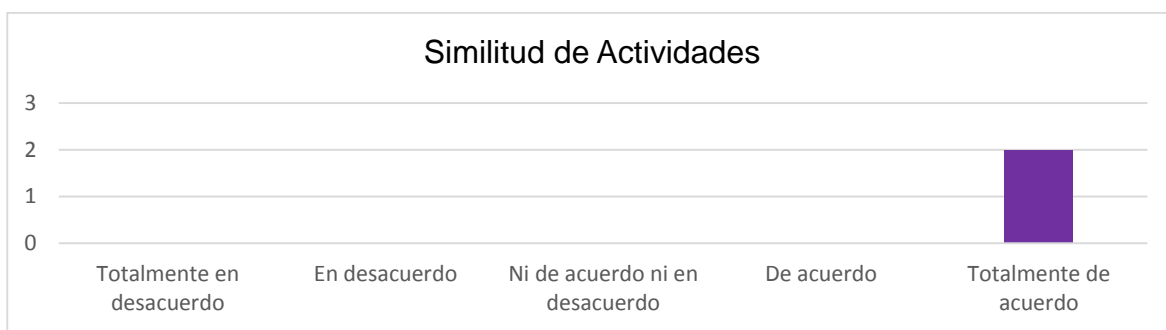 Similitud de Actividades
3
2
1
0
Totalmente en
desacuerdo
En desacuerdo
Ni de acuerdo ni en
desacuerdo
De acuerdo
Totalmente de
acuerdo